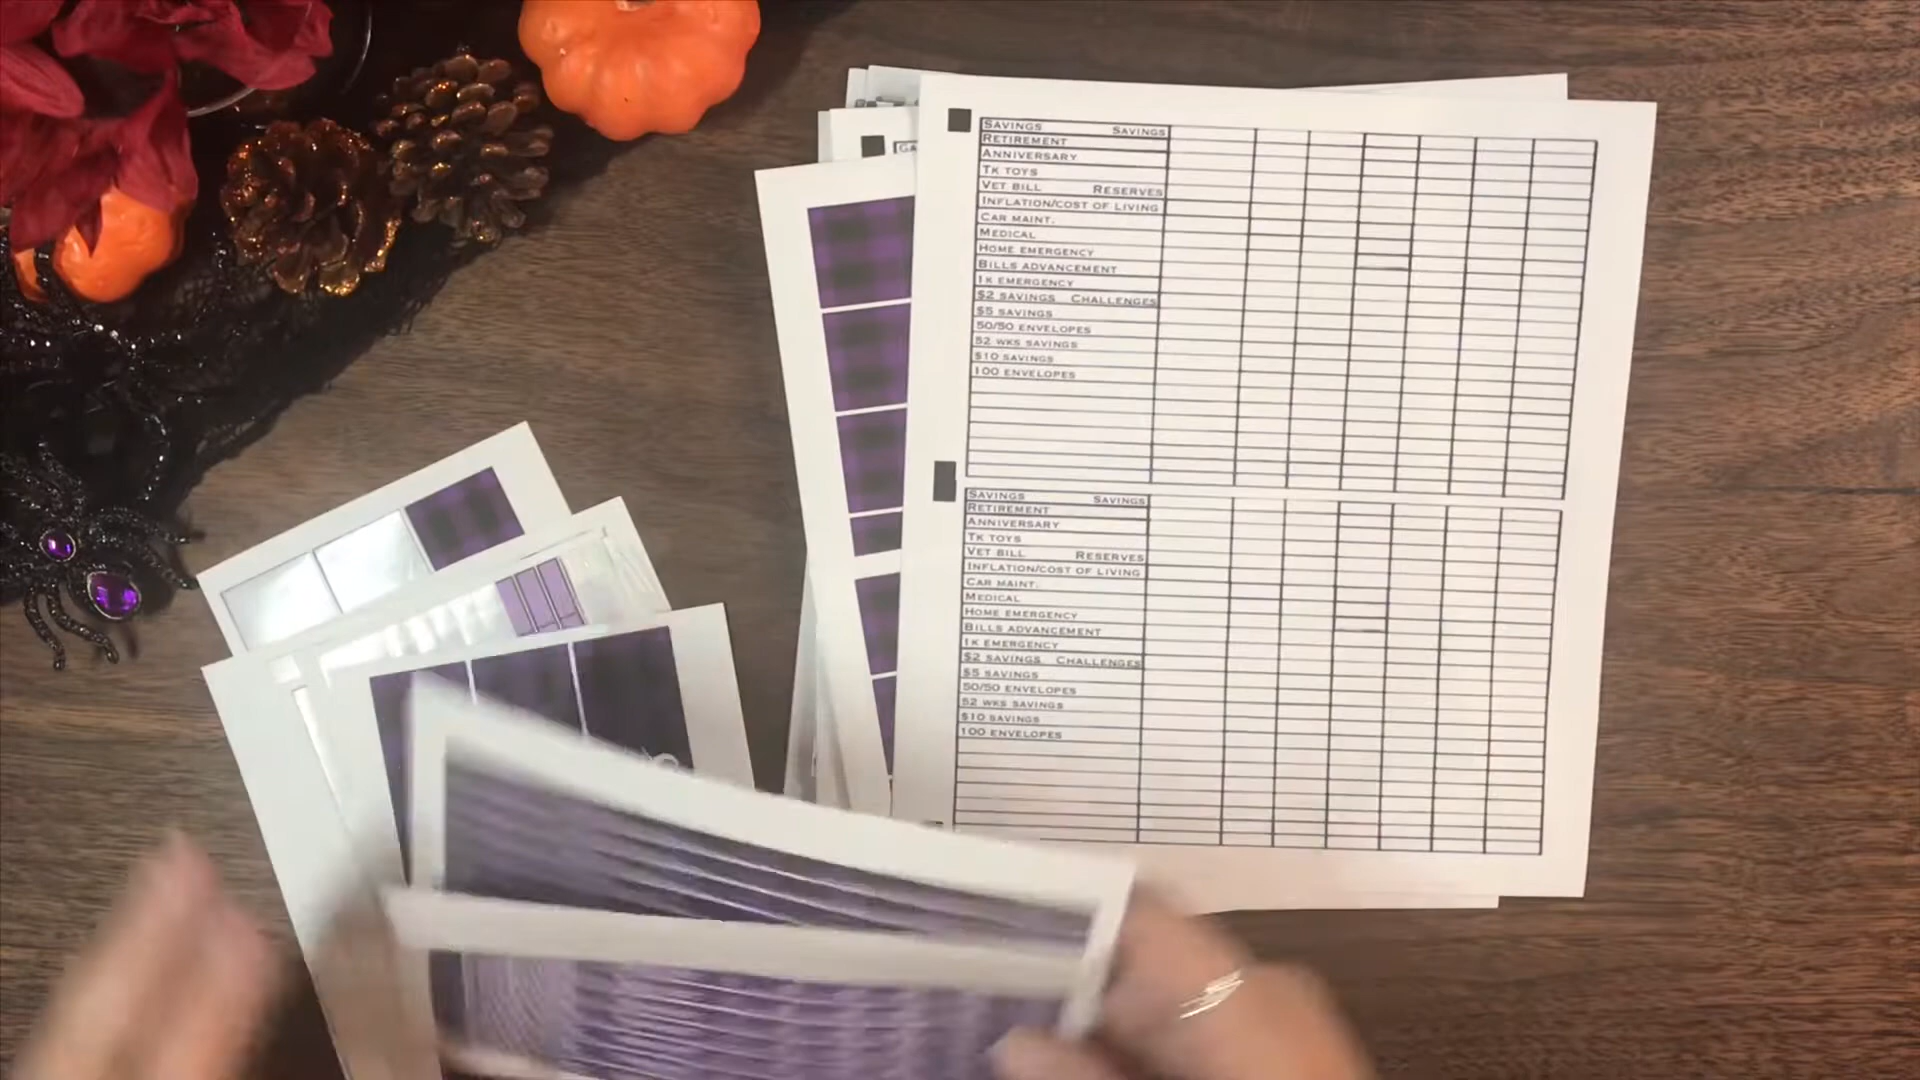 GA
SAVINGS SAVINGS
RETIREMENT
ANNIVERSARY
TK TOYS
VET BILL RESERVES
INFLATION/COST OF LIVING
CAR MAINT.
MEDICAL
HOME EMERGENCY
BILLS ADVANCEMENT
1K EMERGENCY
$2 SAVINGS CHALLENGES
$5 SAVINGS
50/50 ENVELOPES
52 WKS SAVINGS
$10 SAVINGS
100 ENVELOPES
SAVINGS SAVINGS
RETIREMENT
ANNIVERSARY
TK TOYS
VET BILL RESERVES
INFLATION/COST OF LIVING
CAR MAINT.
MEDICAL
HOME EMERGENCY
BILLS ADVANCEMENT
1K EMERGENCY
$2 SAVINGS CHALLENGES
$5 SAVINGS
50/50 ENVELOPES
52 WKS SAVINGS
$10 SAVINGS
100 ENVELOPES